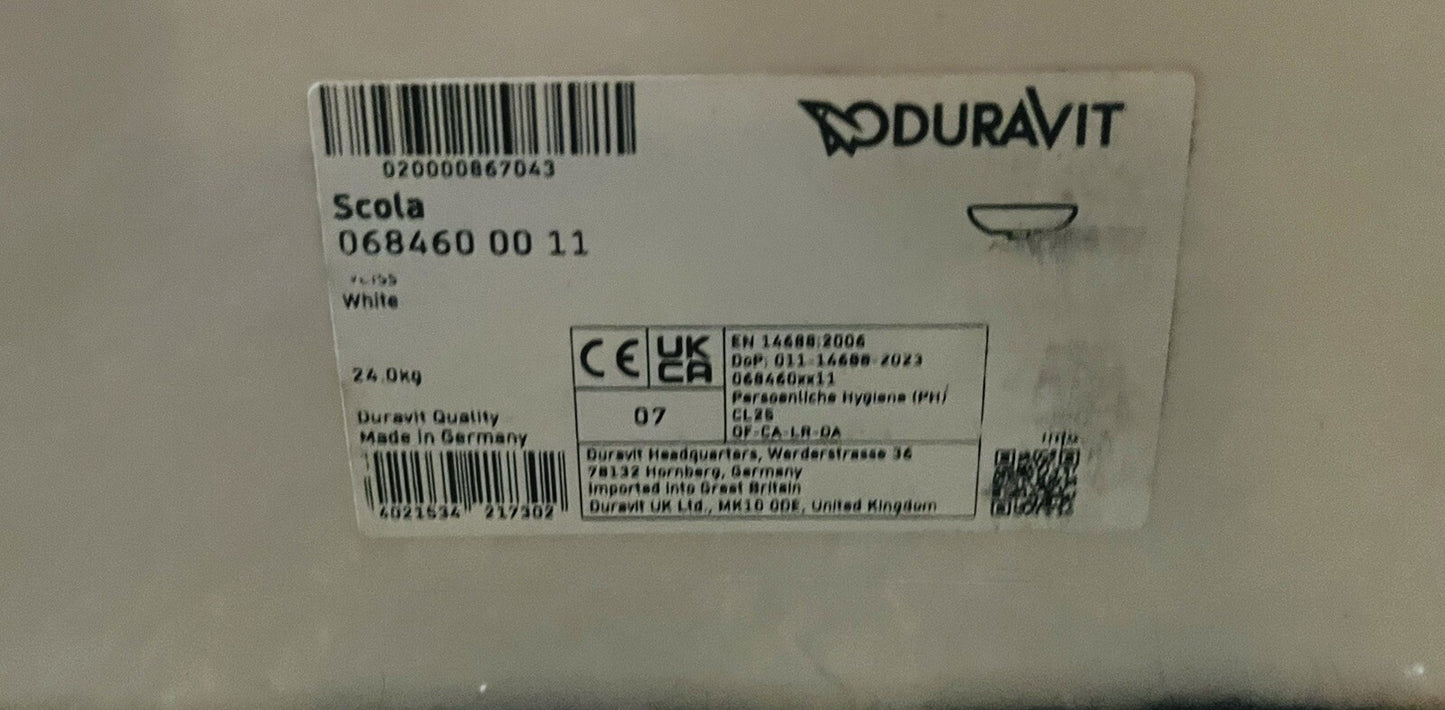 020000867043
DURAVIT
Scola
068460 00 11
White
24.0kg
Duravit Quality
Made in Germany
4021534 217302
CE
UK
CA
07
EN 14688:2006
DoP: 011-14688-2023
068460xx11
Persoenliche Hygiene (PH)
CL25
OF-CA-LR-DA
Duravit Headquarters, Werderstrasse 36
78132 Hornberg, Germany
Imported into Great Britain
Duravit UK Ltd., MK10 0DE, United Kingdom